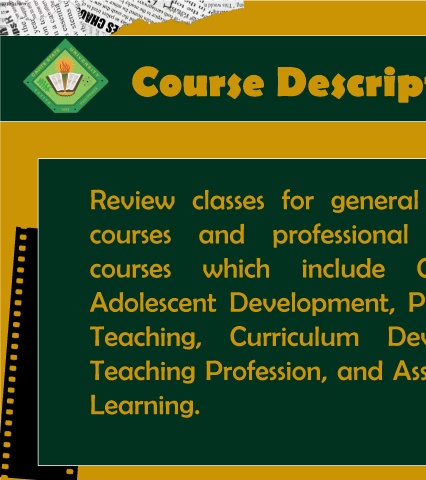 Course Descrip
Review classes for general
courses and professional
courses which include
Adolescent Development, P
Teaching, Curriculum Dev
Teaching Profession, and Ass
Learning.